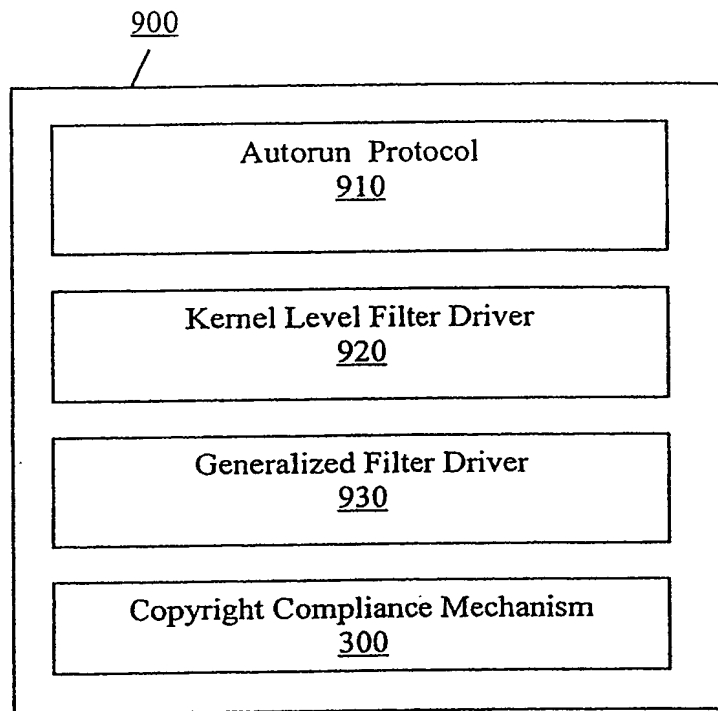 900
Autorun Protocol
910
Kernel Level Filter Driver
920
Generalized Filter Driver
930
Copyright Compliance Mechanism
300